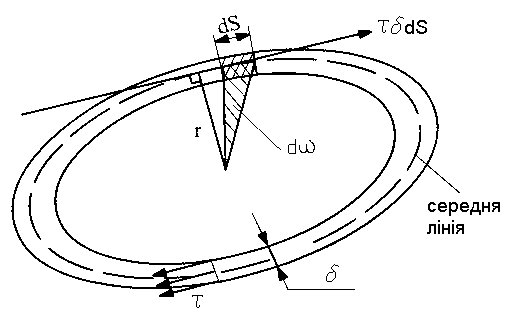 dS
τδdS
r
dω
середня
лінія
δ
τ